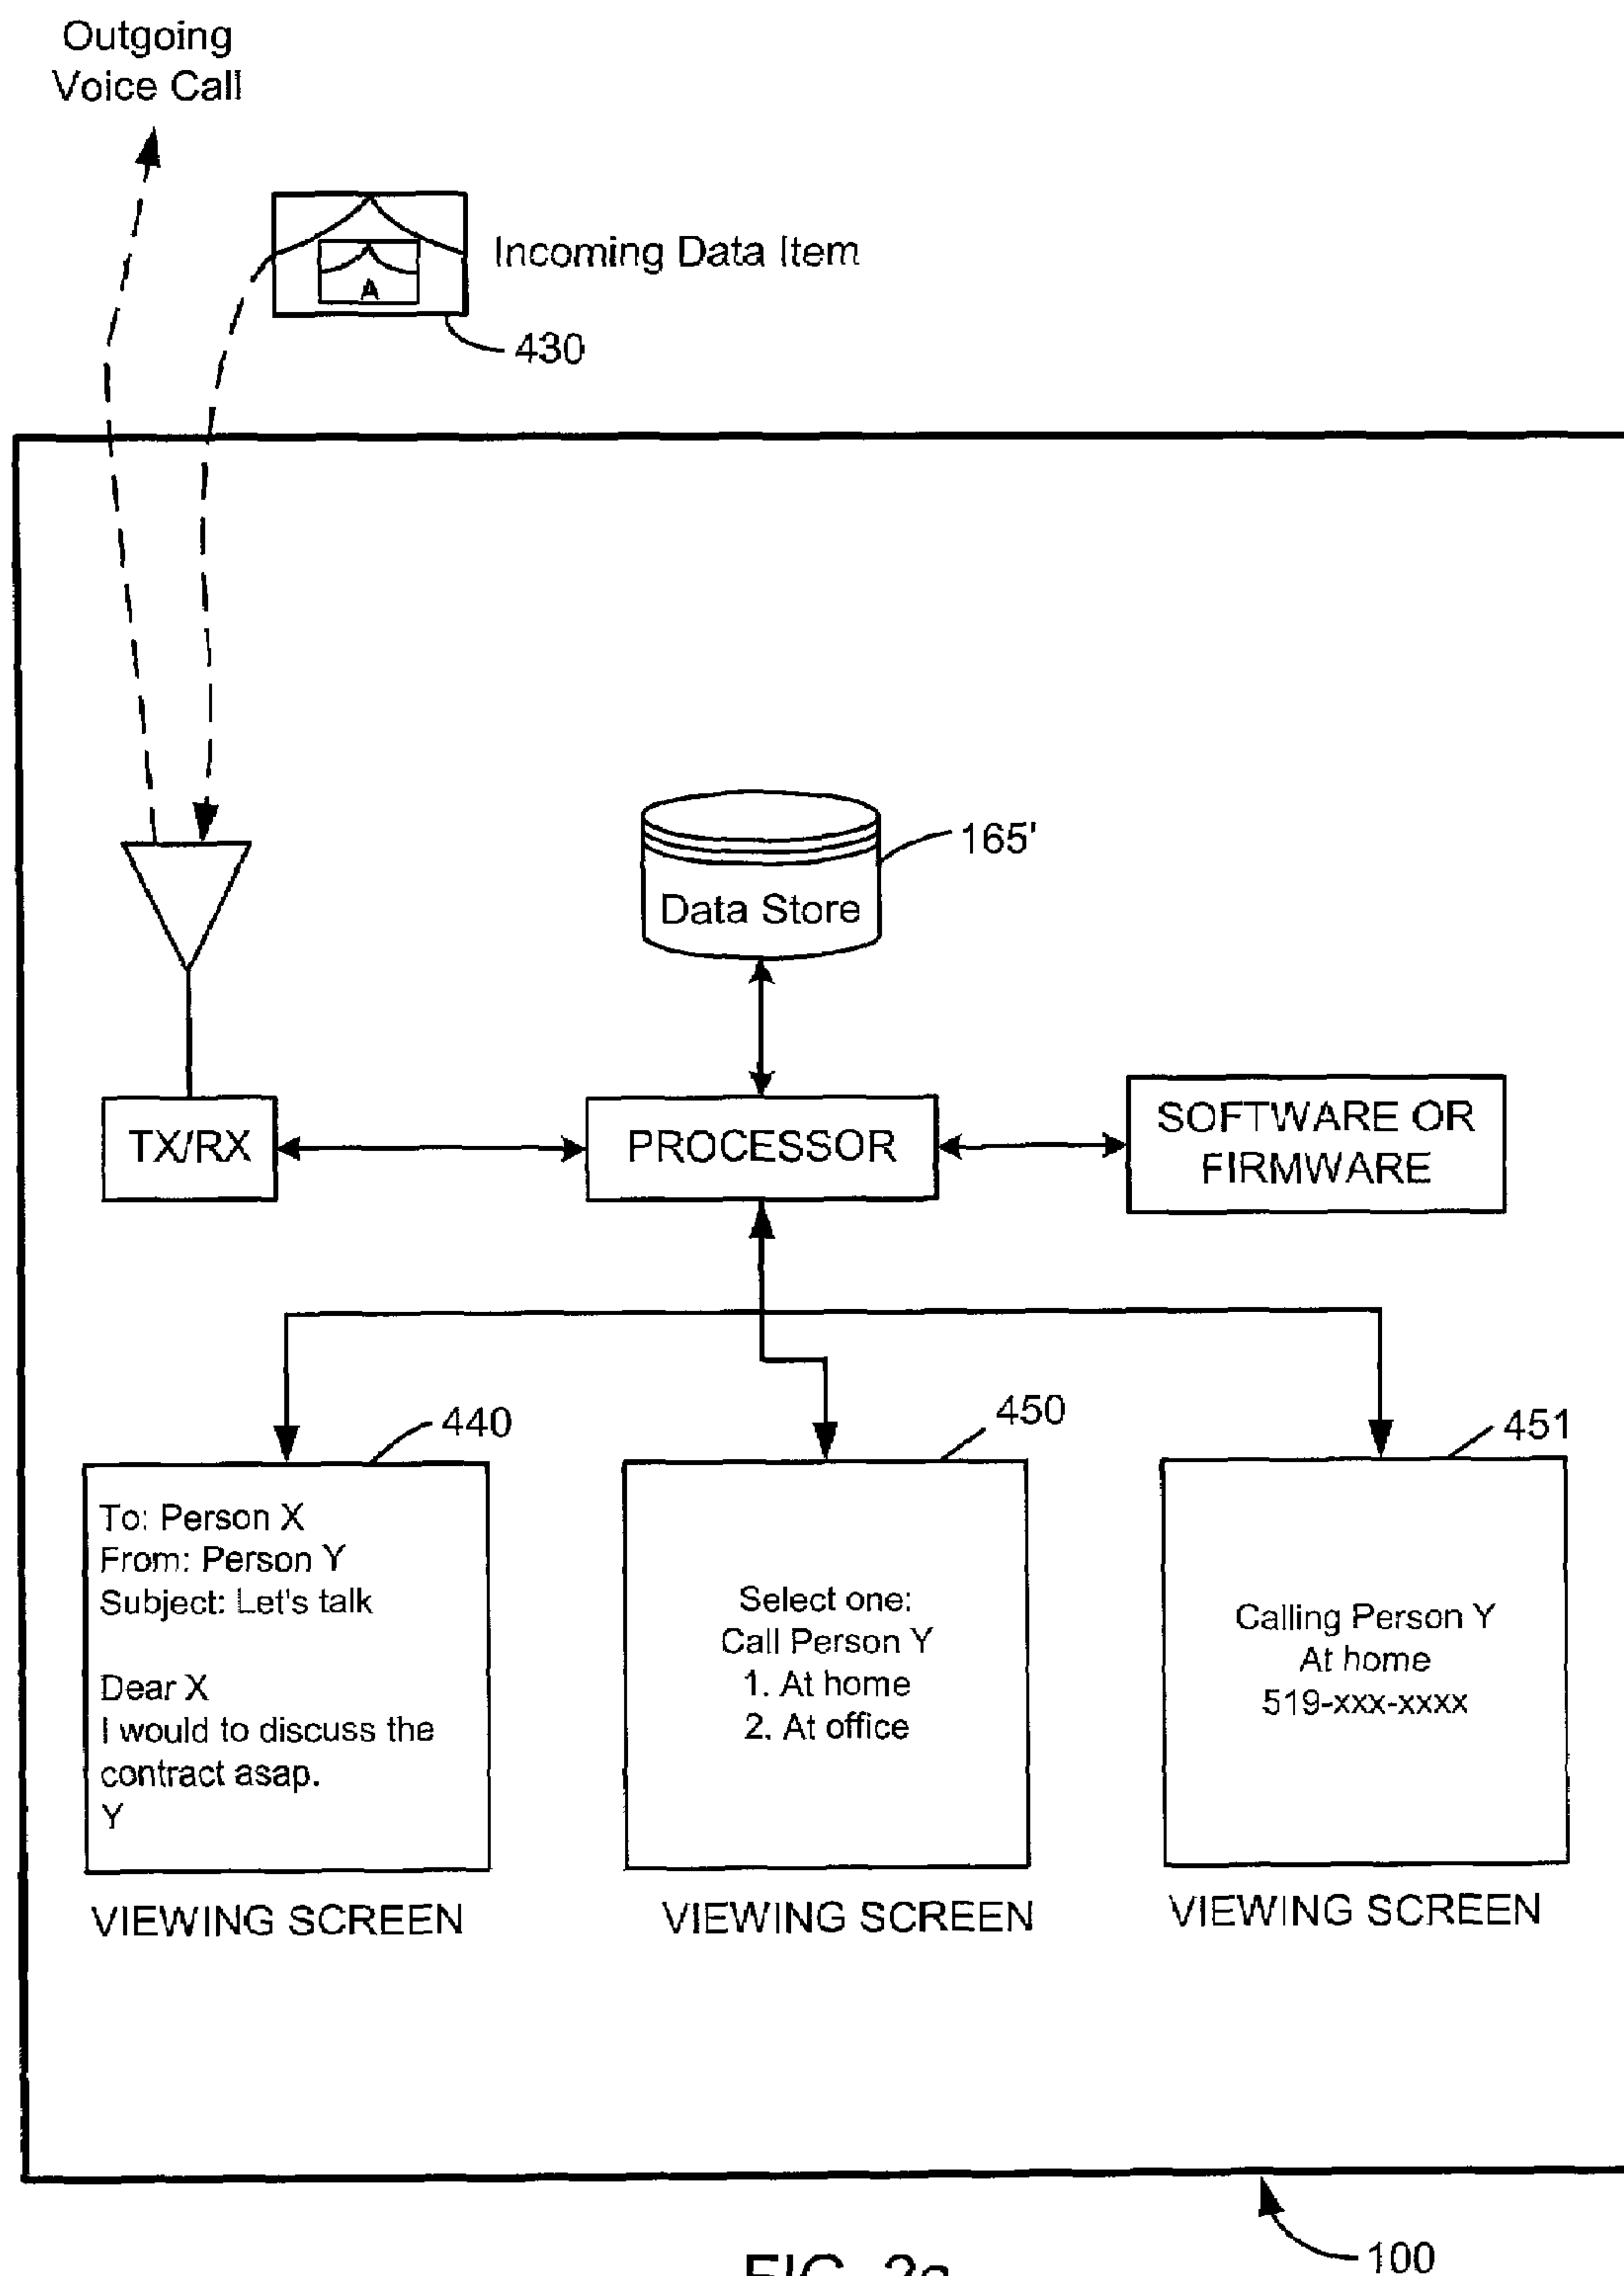 Outgoing
Voice Call
Incoming Data Item
A
430
165'
Data Store
TX/RX
PROCESSOR
SOFTWARE OR
FIRMWARE
440
450
451
To: Person X
From: Person Y
Subject: Let's talk
Dear X
I would to discuss the
contract asap.
Y
Select one:
Call Person Y
1. At home
2. At office
Calling Person Y
At home
519-xxx-xxxx
VIEWING SCREEN
VIEWING SCREEN
VIEWING SCREEN
100